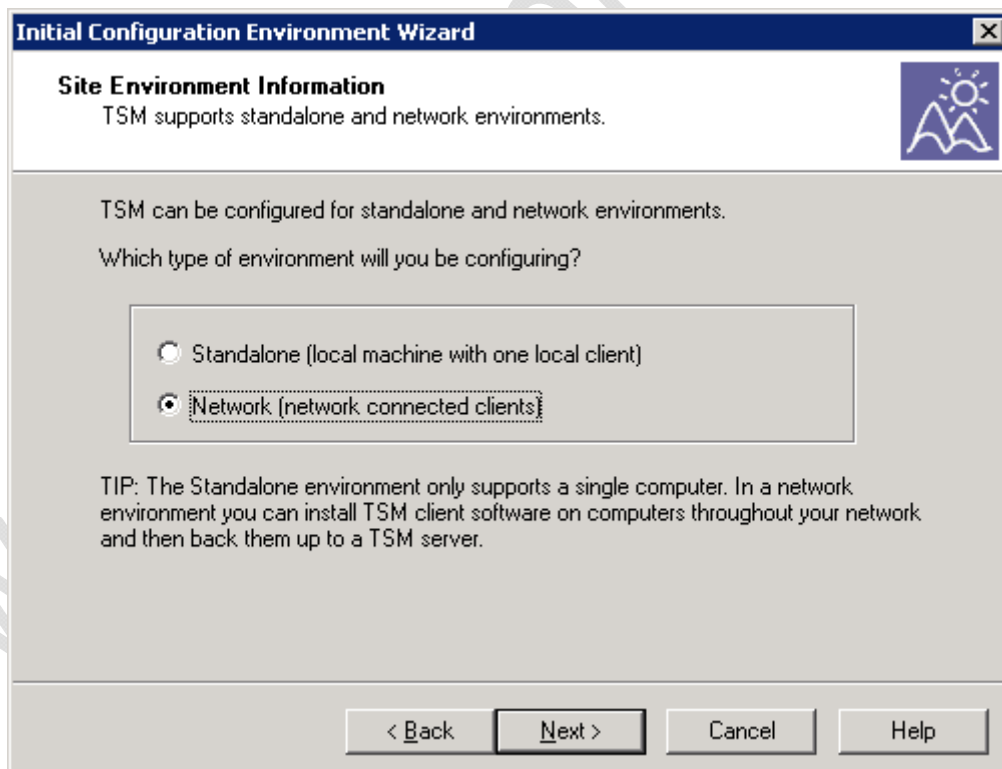 Initial Configuration Environment Wizard
Site Environment Information
TSM supports standalone and network environments.
TSM can be configured for standalone and network environments.
Which type of environment will you be configuring?
Standalone (local machine with one local client)
Network (network connected clients)
TIP: The Standalone environment only supports a single computer. In a network
environment you can install TSM client software on computers throughout your network
and then back them up to a TSM server.
< Back
Next >
Cancel
Help